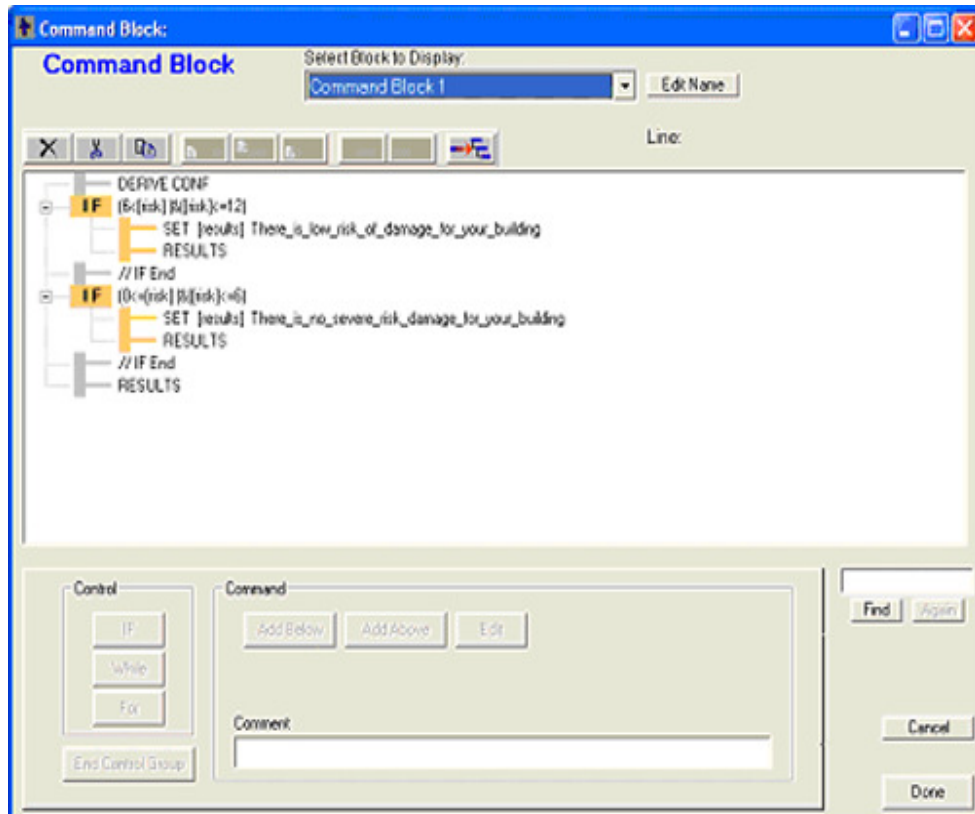 Command Block:
Command Block
Select Block to Display:
Command Block 1
Edit Name
Line:
DERIVE CONF
IF (6<[risk] )&([risk]<=12)
SET [results] There_is_low_risk_of_damage_for_your_building
RESULTS
// IF End
IF (0<=[risk] )&([risk]<=6)
SET [results] There_is_no_severe_risk_damage_for_your_building
RESULTS
// IF End
RESULTS
Control
IF
While
For
End Control Group
Command
Add Below
Add Above
Edit
Comment
Find
Again
Cancel
Done